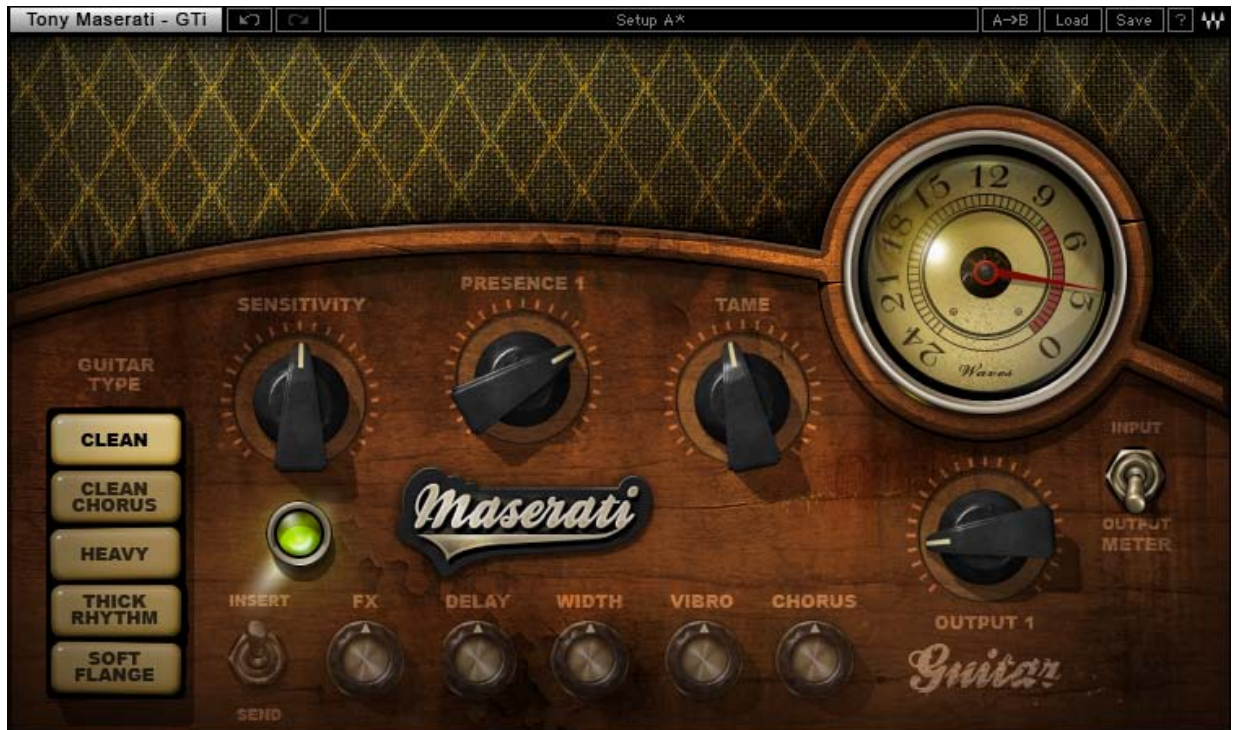 Tony Maserati - GTi
Setup A*
A->B
Load
Save
?
12
15
9
18
6
21
3
24
0
Waves
PRESENCE 1
SENSITIVITY
TAME
GUITAR
TYPE
CLEAN
CLEAN
CHORUS
HEAVY
THICK
RHYTHM
SOFT
FLANGE
Maserati
INPUT
OUTPUT
METER
INSERT
FX
DELAY
WIDTH
VIBRO
CHORUS
SEND
OUTPUT 1
Guitar